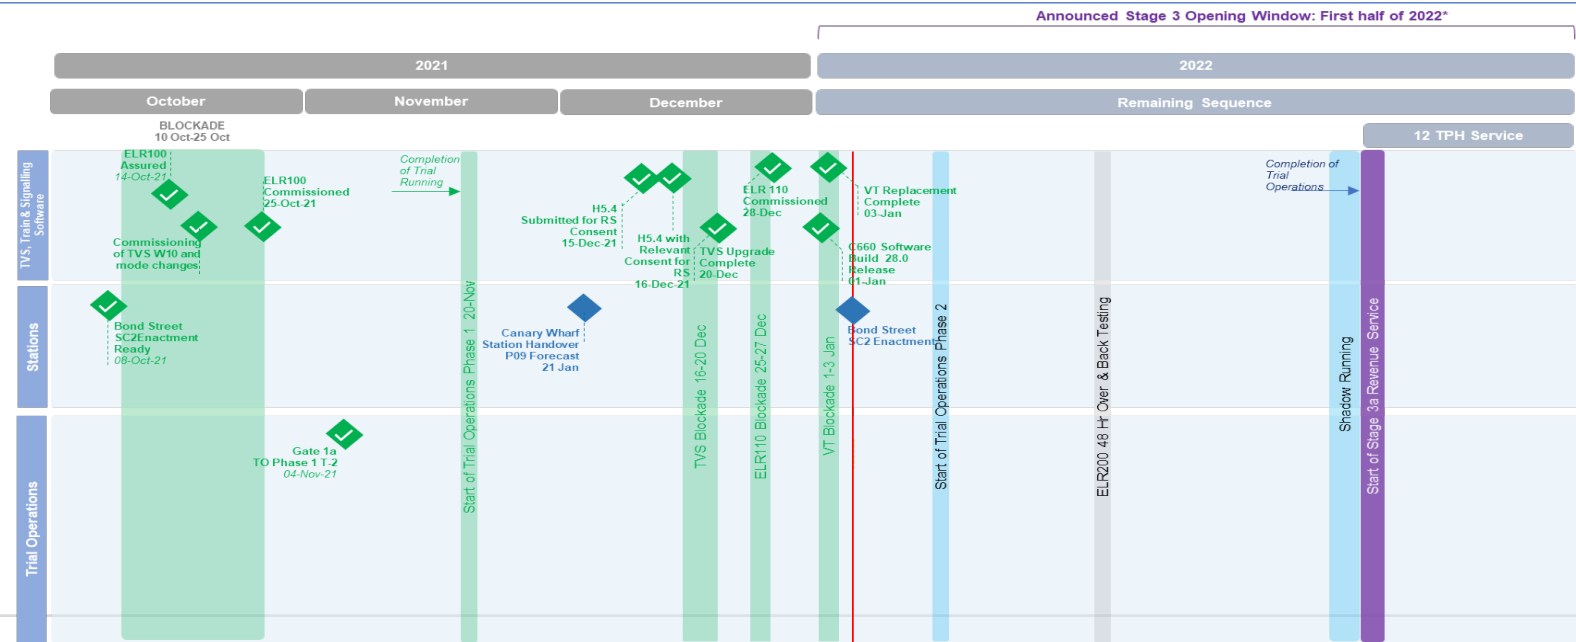 Announced Stage 3 Opening Window: First half of 2022*
2021
2022
October
November
December
Remaining Sequence
12 TPH Service
BLOCKADE
10 Oct-25 Oct
TVS, Train & Signalling
Software
ELR100
Assured
14-Oct-21
ELR100
Commissioned
25-Oct-21
Commissioning
of TVS W10 and
mode changes
Completion
of Trial
Running
H5.4
Submitted for RS
Consent
15-Dec-21
H5.4 with
Relevant
Consent for
RS
16-Dec-21
TVS Upgrade
Complete
20-Dec
ELR 110
Commissioned
28-Dec
VT Replacement
Complete
03-Jan
C660 Software
Build 28.0
Release
01-Jan
Completion of
Trial
Operations
Stations
Bond Street
SC2Enactment
Ready
08-Oct-21
Canary Wharf
Station Handover
P09 Forecast
21 Jan
Bond Street
SC2 Enactment
Trial Operations
Gate 1a
TO Phase 1 T-2
04-Nov-21
Start of Trial Operations Phase 1 20-Nov
TVS Blockade 16-20 Dec
ELR110 Blockade 25-27 Dec
VT Blockade 1-3 Jan
Start of Trial Operations Phase 2
ELR200 48 Hr Over & Back Testing
Shadow Running
Start of Stage 3a Revenue Service